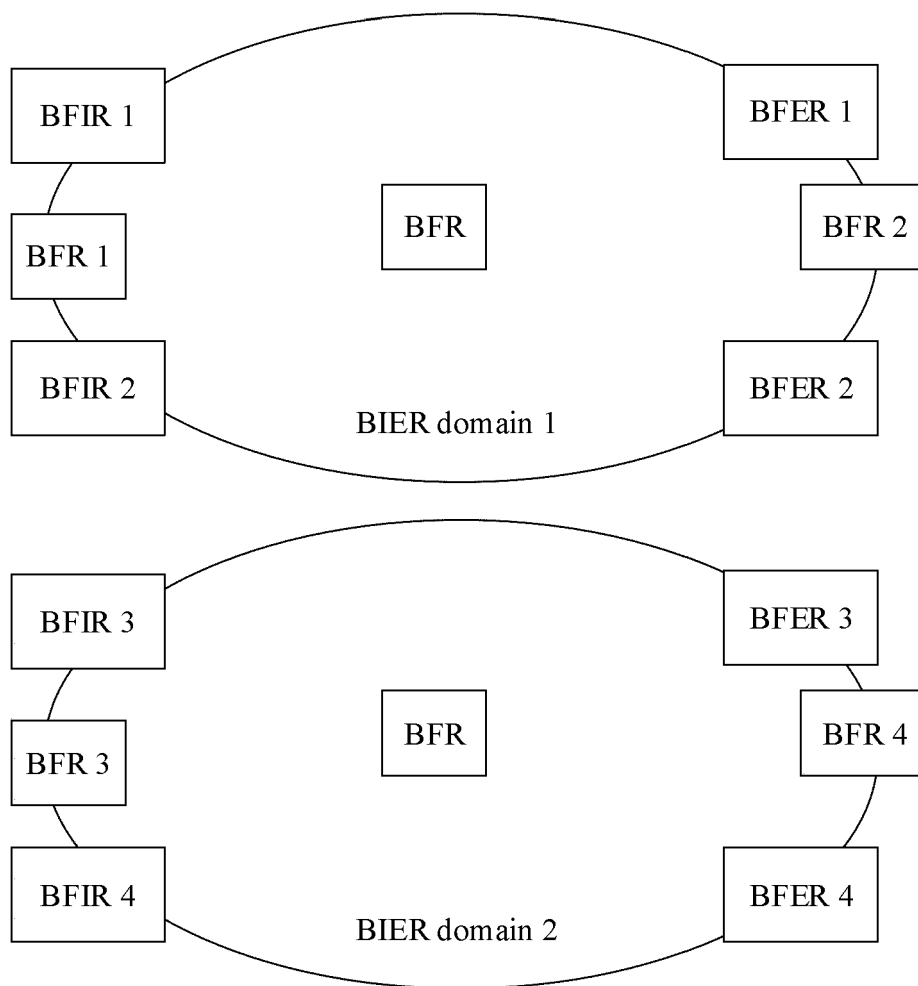 BFIR 1
BFER 1
BFR
BFR 2
BFR 1
BFIR 2
BFER 2
BIER domain 1
BFIR 3
BFER 3
BFR
BFR 4
BFR 3
BFIR 4
BFER 4
BIER domain 2